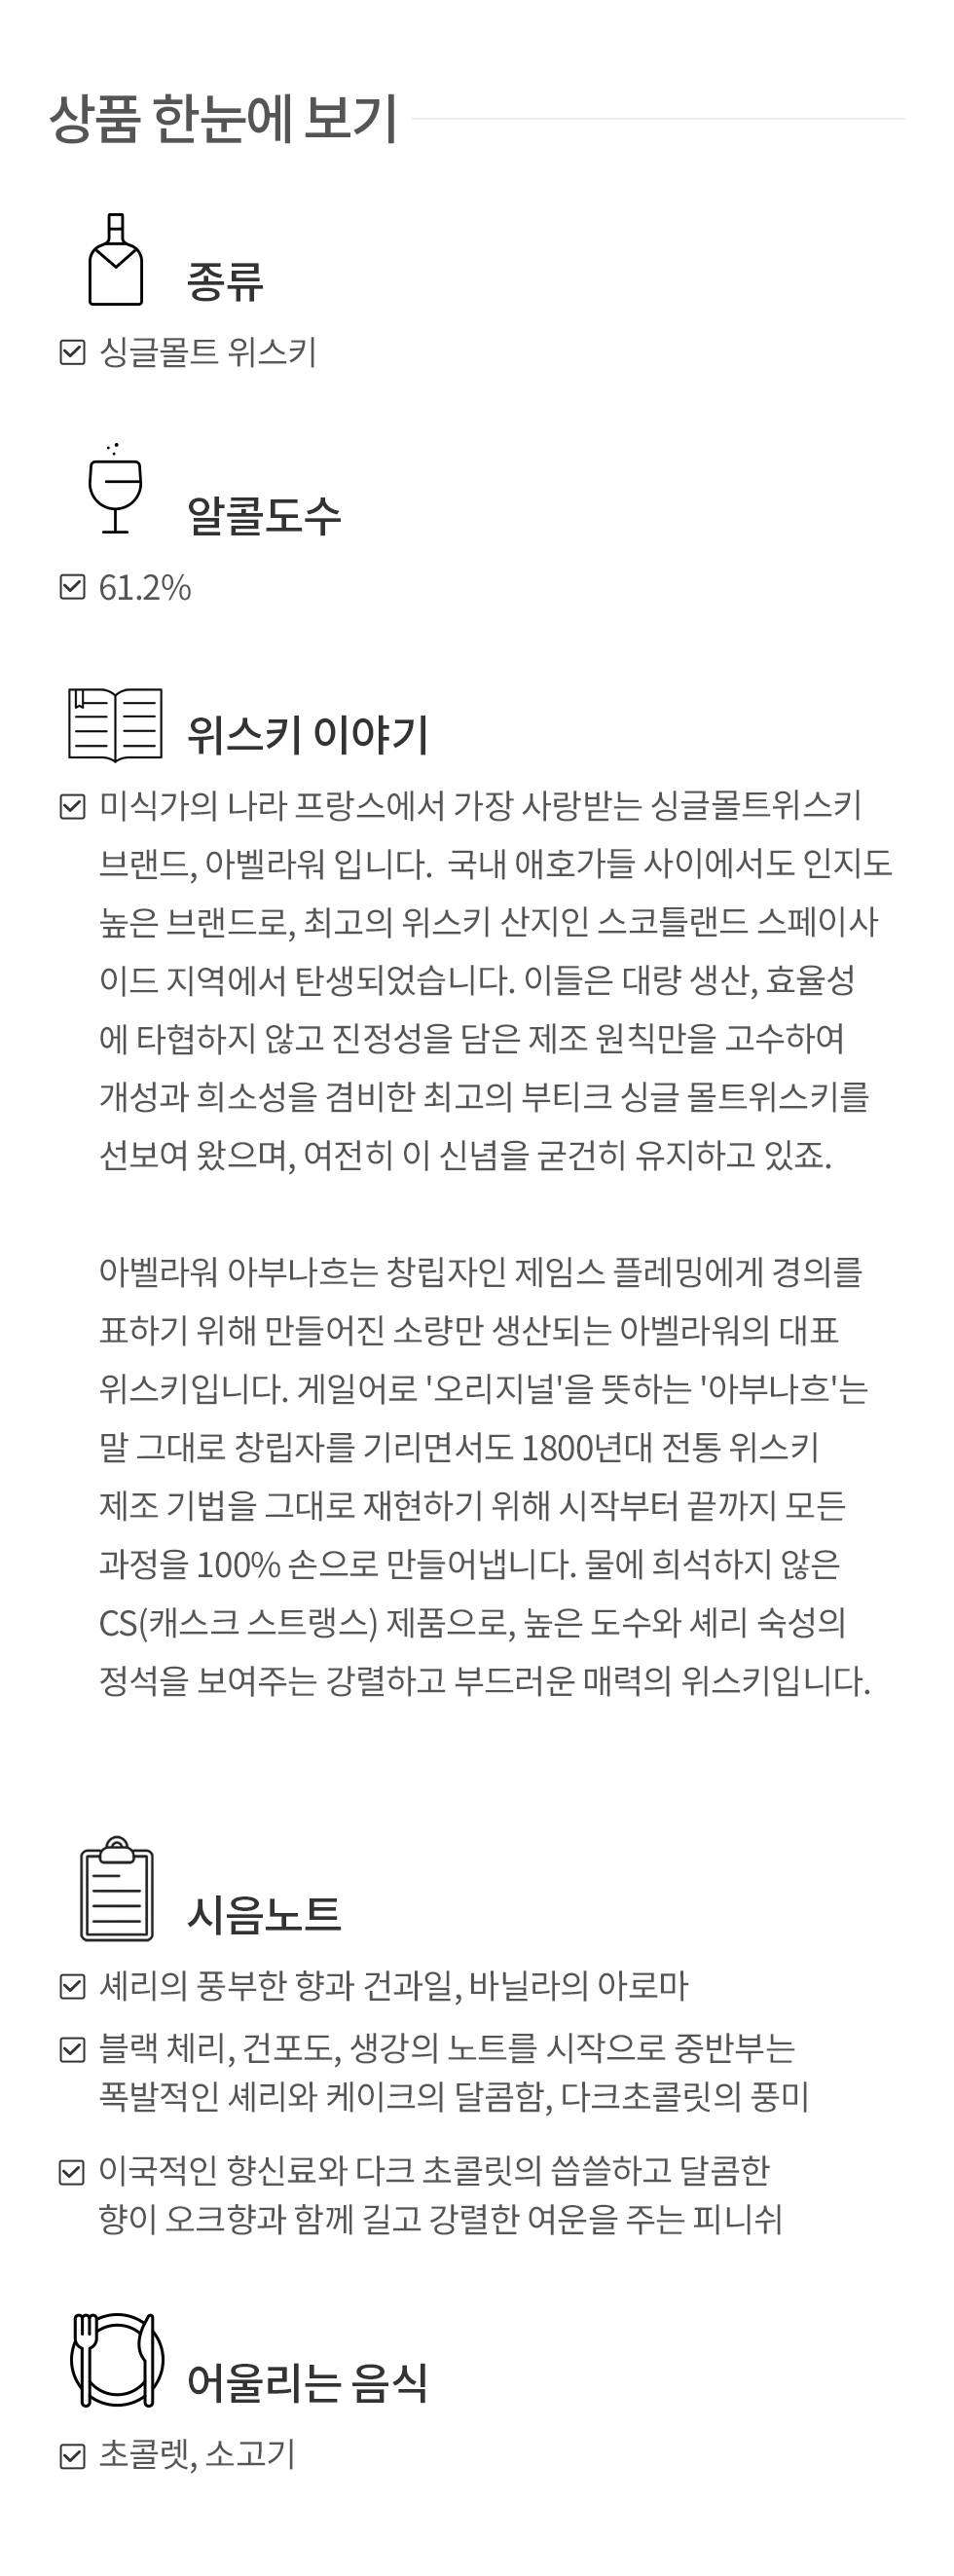 상품 한눈에 보기
종류
싱글몰트 위스키
알콜도수
61.2%
위스키 이야기
미식가의 나라 프랑스에서 가장 사랑받는 싱글몰트위스키
브랜드, 아벨라워 입니다. 국내 애호가들 사이에서도 인지도
높은 브랜드로, 최고의 위스키 산지인 스코틀랜드 스페이사
이드 지역에서 탄생되었습니다. 이들은 대량 생산, 효율성
에 타협하지 않고 진정성을 담은 제조 원칙만을 고수하여
개성과 희소성을 겸비한 최고의 부티크 싱글 몰트위스키를
선보여 왔으며, 여전히 이 신념을 굳건히 유지하고 있죠.
아벨라워 아부나흐는 창립자인 제임스 플레밍에게 경의를
표하기 위해 만들어진 소량만 생산되는 아벨라워의 대표
위스키입니다. 게일어로 '오리지널'을 뜻하는 '아부나흐'는
말 그대로 창립자를 기리면서도 1800년대 전통 위스키
제조 기법을 그대로 재현하기 위해 시작부터 끝까지 모든
과정을 100% 손으로 만들어냅니다. 물에 희석하지 않은
CS(캐스크 스트랭스) 제품으로, 높은 도수와 셰리 숙성의
정석을 보여주는 강렬하고 부드러운 매력의 위스키입니다.
시음노트
셰리의 풍부한 향과 건과일, 바닐라의 아로마
블랙 체리, 건포도, 생강의 노트를 시작으로 중반부는
폭발적인 셰리와 케이크의 달콤함, 다크초콜릿의 풍미
이국적인 향신료와 다크 초콜릿의 씁쓸하고 달콤한
향이 오크향과 함께 길고 강렬한 여운을 주는 피니쉬
어울리는 음식
초콜렛, 소고기